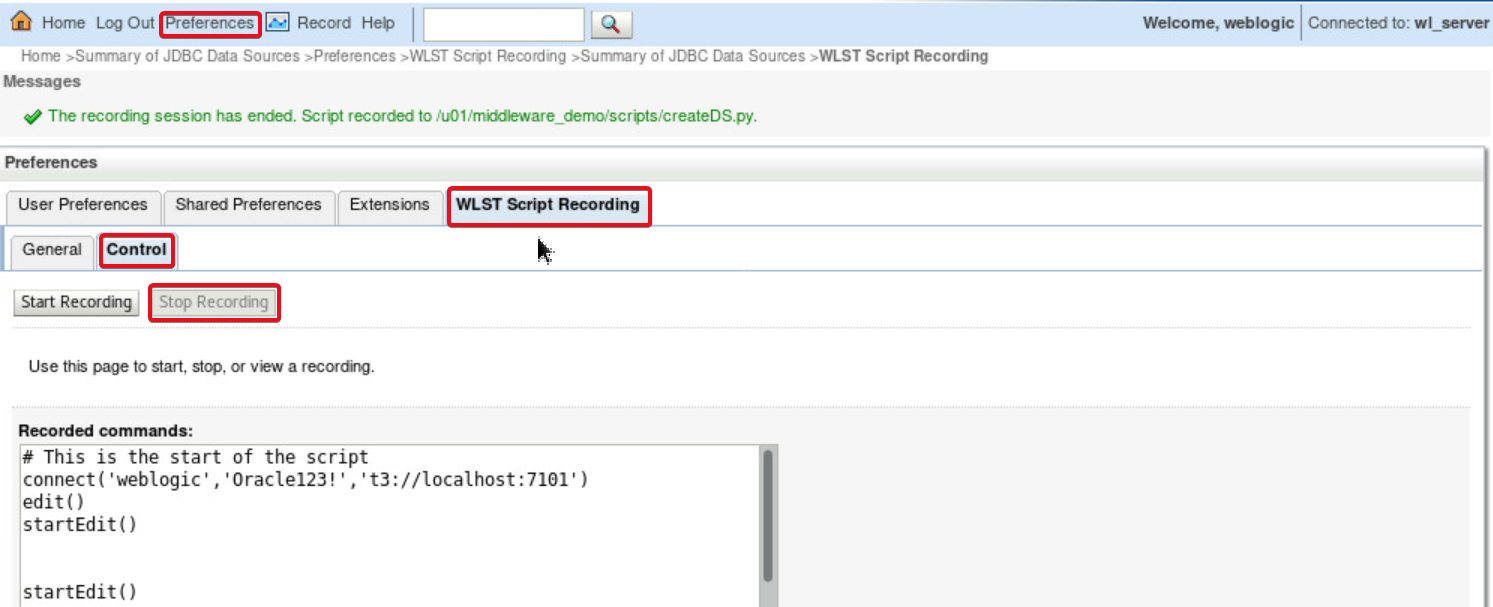 Home Log Out Preferences Record Help Welcome, weblogic Connected to: wl_server
Home >Summary of JDBC Data Sources >Preferences >WLST Script Recording >Summary of JDBC Data Sources >WLST Script Recording
Messages
The recording session has ended. Script recorded to /u01/middleware_demo/scripts/createDS.py.
Preferences
User Preferences Shared Preferences Extensions WLST Script Recording
General Control
Start Recording Stop Recording
Use this page to start, stop, or view a recording.
Recorded commands:
# This is the start of the script
connect('weblogic','Oracle123!','t3://localhost:7101')
edit()
startEdit()
startEdit()